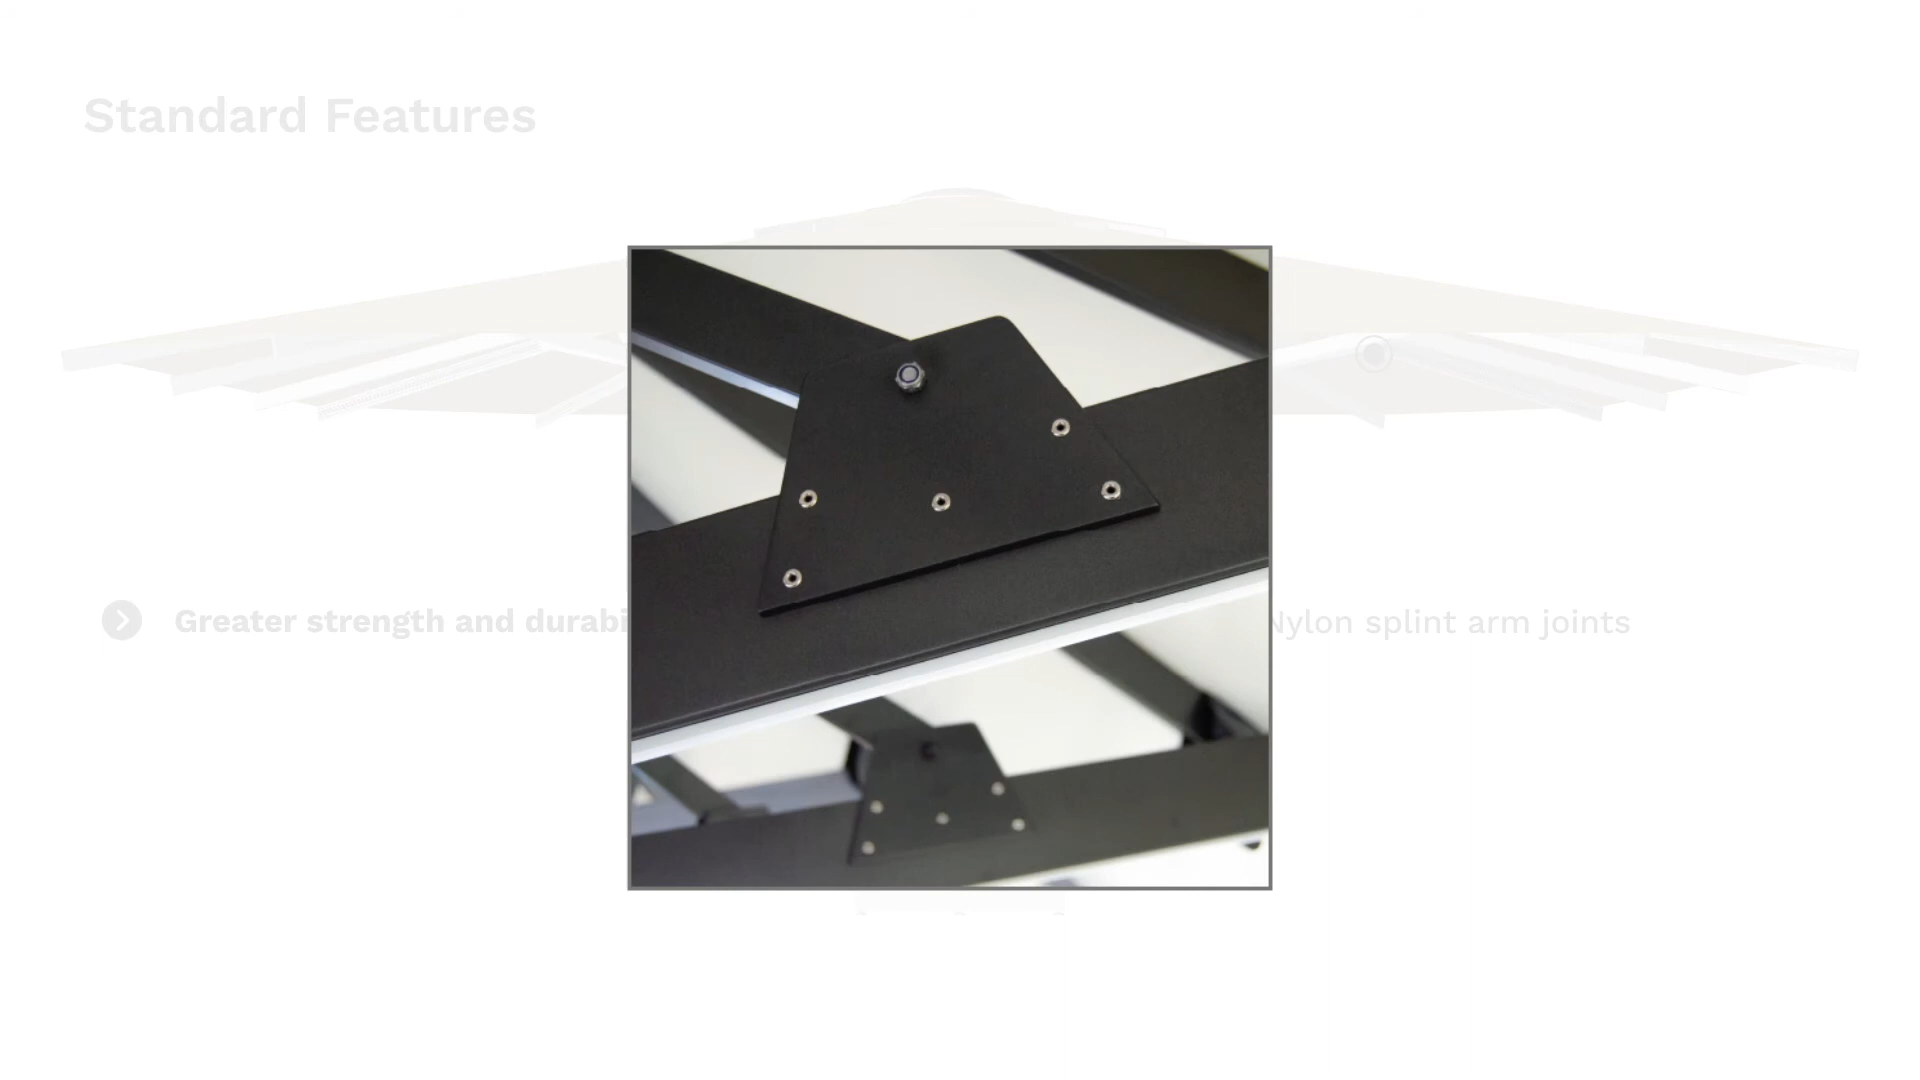 Standard Features
Greater strength and durabi
Nylon splint arm joints